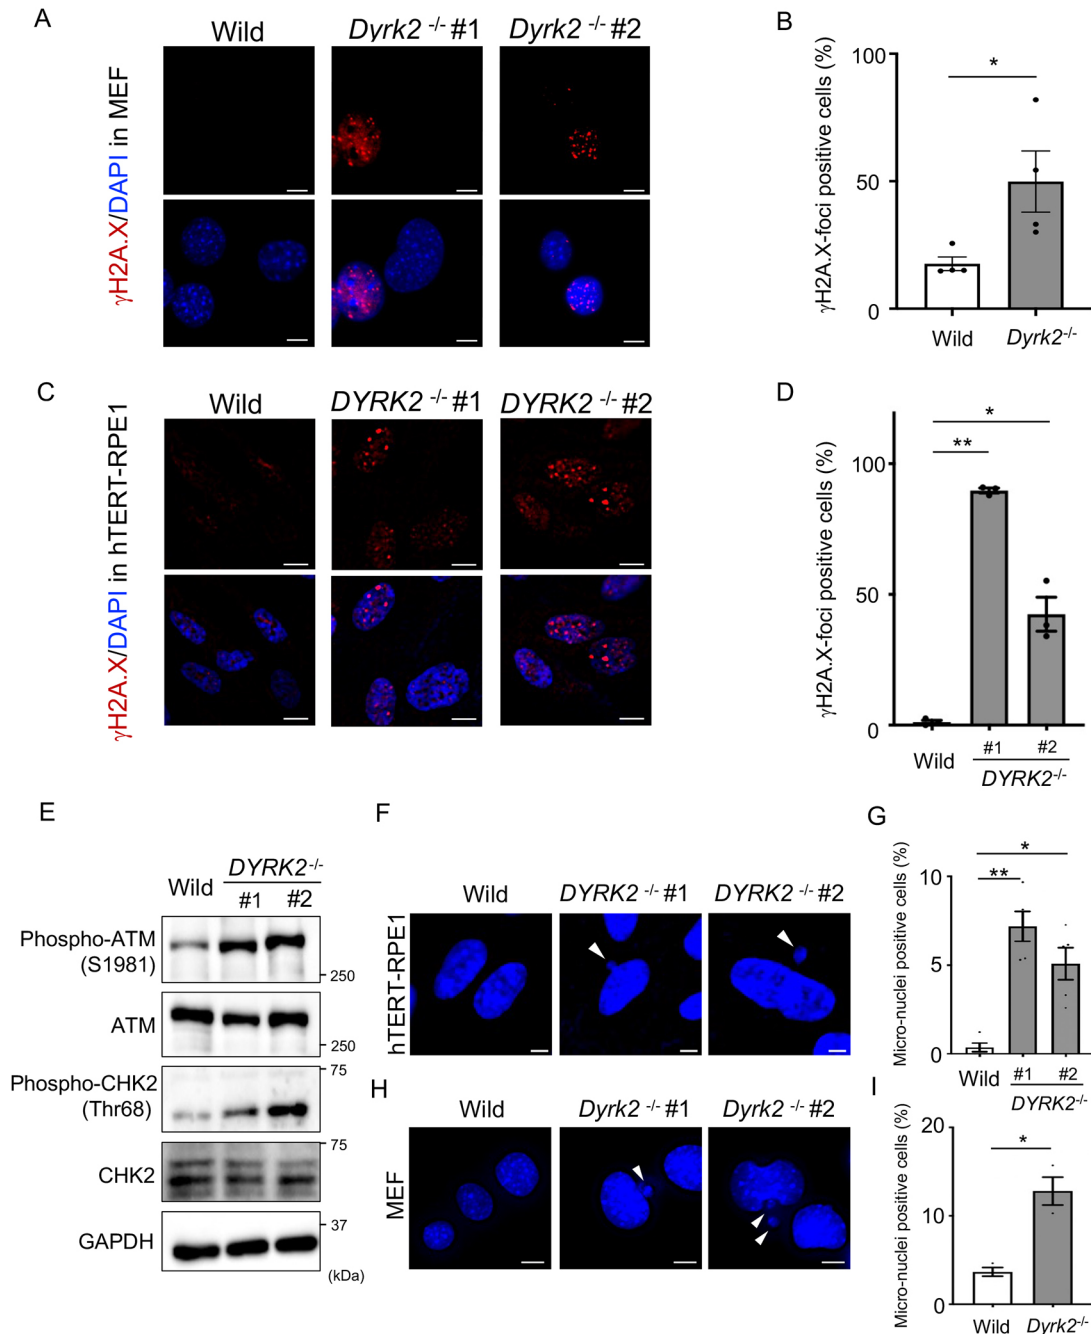 A
Wild
Dyrk2 -/- #1
Dyrk2 -/- #2
γH2A.X/DAPI in MEF
B
γH2A.X-foci positive cells (%)
100
50
0
*
Wild
Dyrk2-/-
C
Wild
DYRK2 -/- #1
DYRK2 -/- #2
γH2A.X/DAPI in hTERT-RPE1
D
γH2A.X-foci positive cells (%)
100
50
0
*
**
Wild
#1
#2
DYRK2-/-
E
Wild
DYRK2-/-
#1
#2
Phospho-ATM
(S1981)
250
ATM
250
Phospho-CHK2
(Thr68)
75
CHK2
75
GAPDH
37
(kDa)
F
Wild
DYRK2 -/- #1
DYRK2 -/- #2
hTERT-RPE1
G
Micro-nuclei positive cells (%)
10
5
0
*
**
Wild
#1
#2
DYRK2-/-
H
Wild
Dyrk2 -/- #1
Dyrk2 -/- #2
MEF
I
Micro-nuclei positive cells (%)
20
10
0
*
Wild
Dyrk2-/-